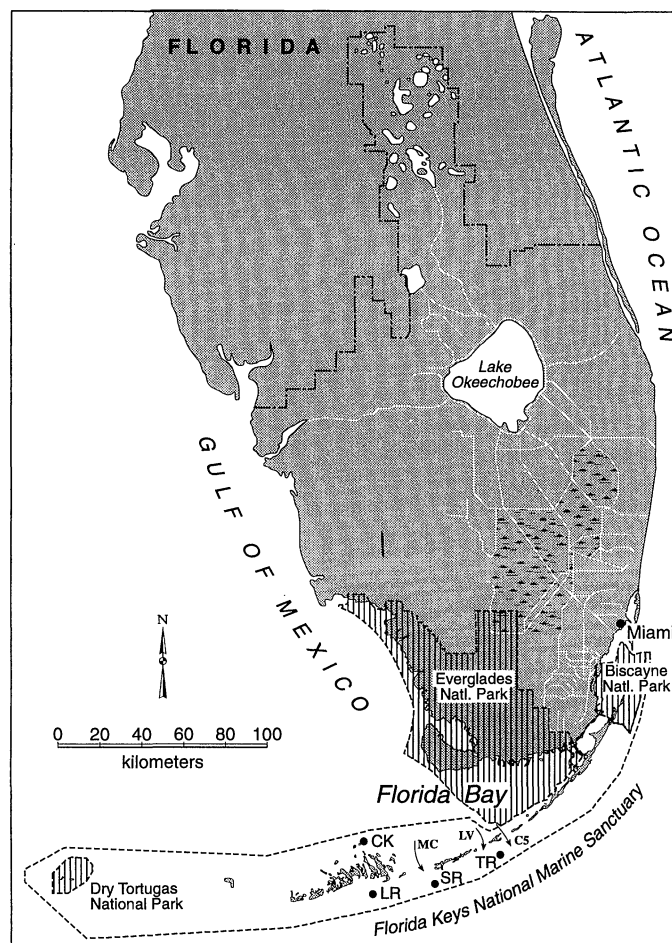 FLORIDA
ATLANTIC OCEAN
Lake
Okeechobee
GULF OF MEXICO
N
Miami
Everglades
Natl. Park
Biscayne
Natl. Park
0 20 40 60 80 100
kilometers
Florida Bay
CK
MC
LV
C5
TR
SR
LR
Dry Tortugas
National Park
Florida Keys National Marine Sanctuary